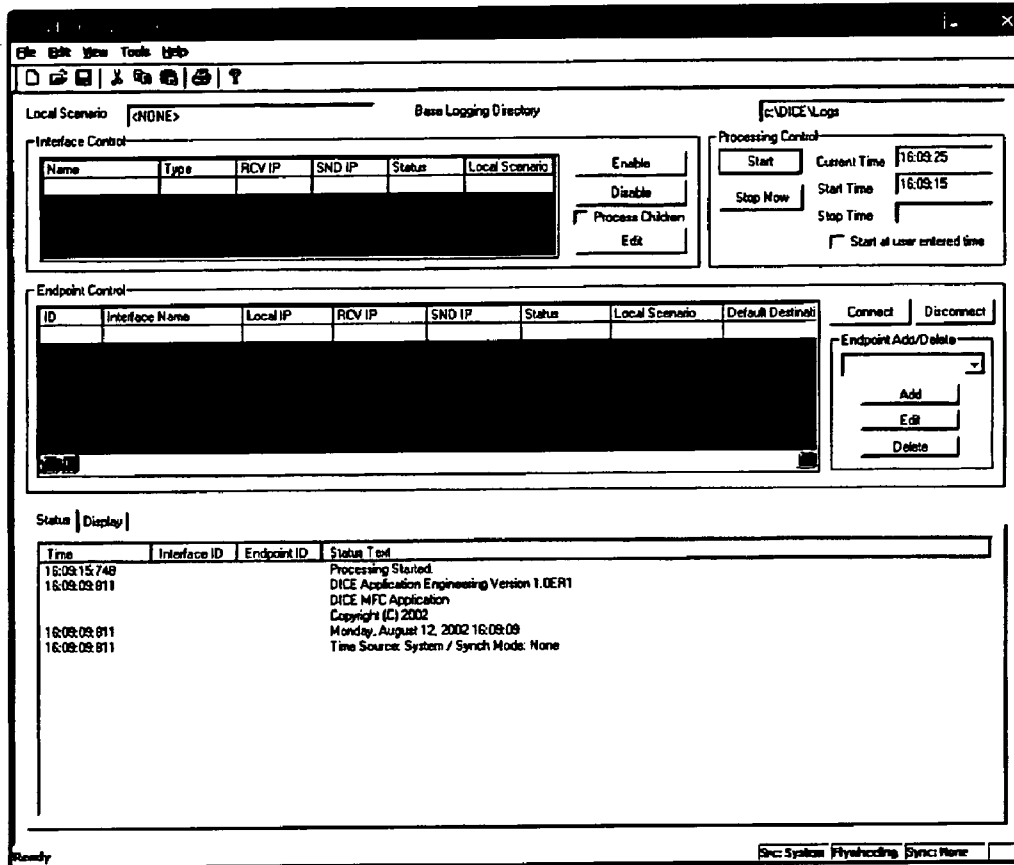 File Edit View Tools Help
Local Scenario <NONE> Base Logging Directory c:\DICE\Logs
Interface Control
Name Type RCV IP SND IP Status Local Scenario
Enable
Disable
Process Children
Edit
Processing Control
Start Current Time 16:09:25
Stop Now Start Time 16:09:15
Stop Time
Start at user entered time
Endpoint Control
ID Interface Name Local IP RCV IP SND IP Status Local Scenario Default Destinati
Connect Disconnect
Endpoint Add/Delete
Add
Edit
Delete
Status Display
Time Interface ID Endpoint ID Status Text
16:09:15:748 Processing Started.
16:09:09:811 DICE Application Engineering Version 1.0ER1
DICE MFC Application
Copyright (C) 2002
16:09:09:811 Monday, August 12, 2002 16:09:09
16:09:09:811 Time Source: System / Synch Mode: None
Ready Src: System Flywheeling Sync: None